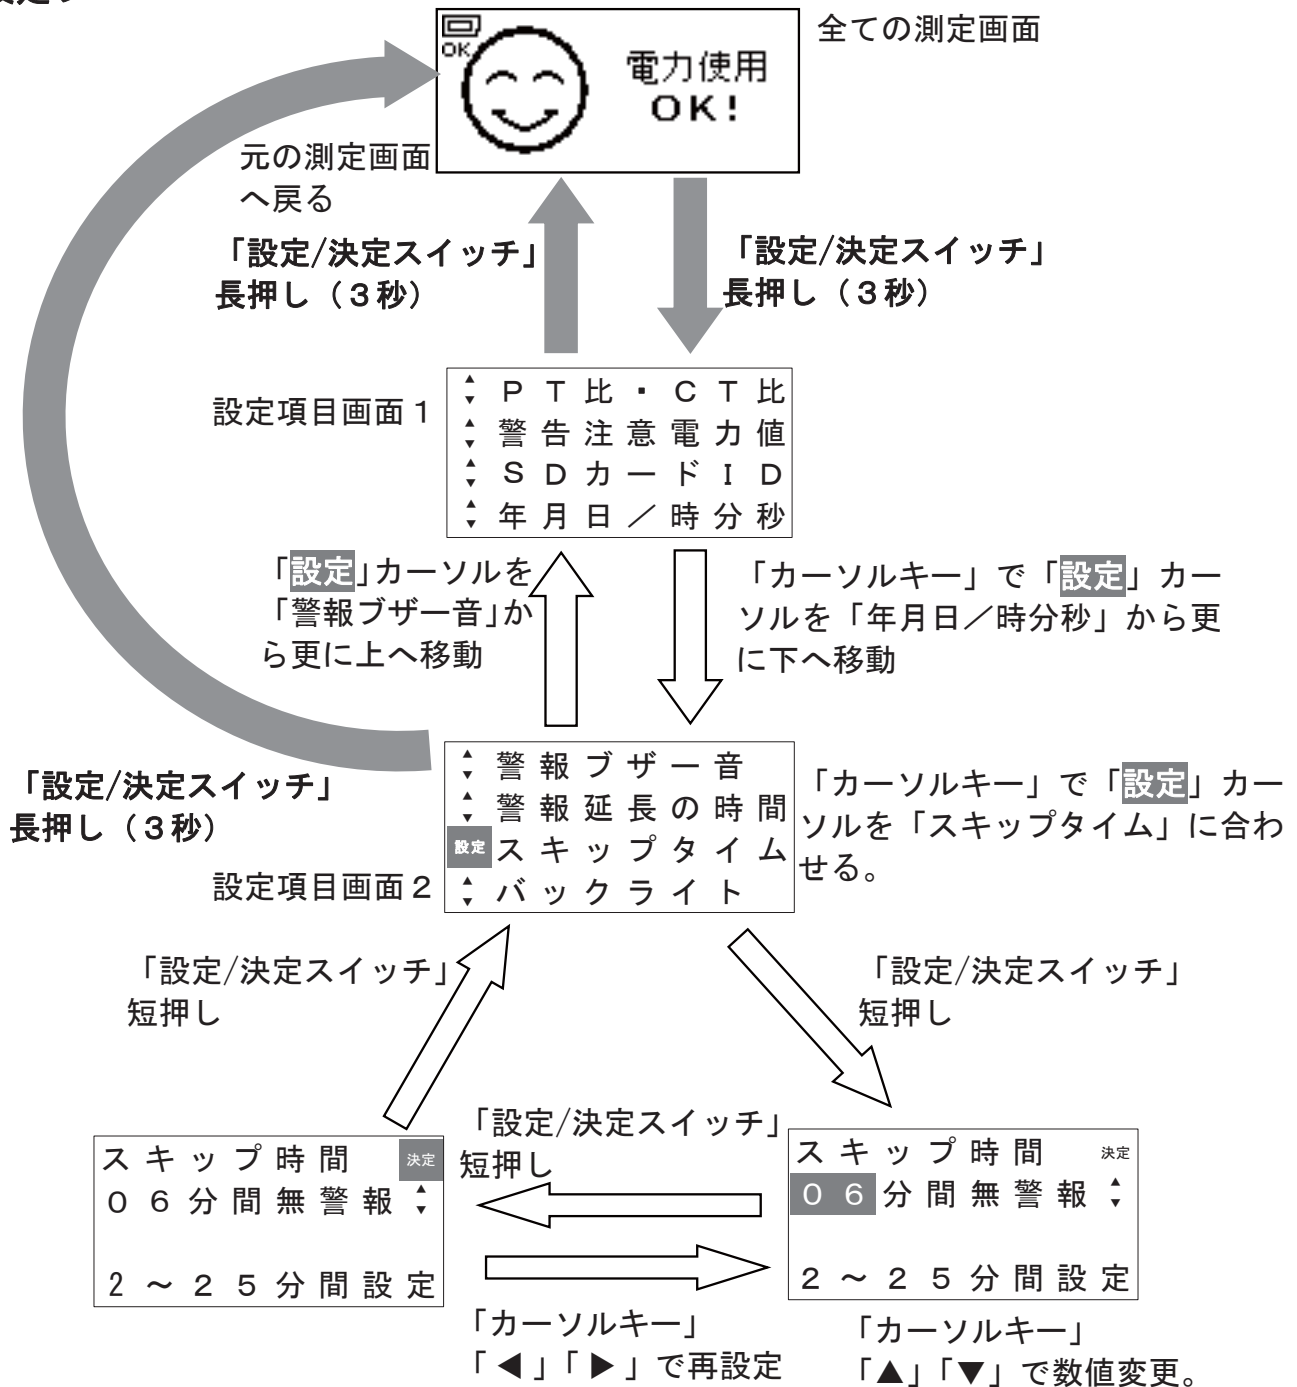 全ての測定画面
OK
電力使用
OK!
元の測定画面
へ戻る
「設定/決定スイッチ」
長押し（３秒）
「設定/決定スイッチ」
長押し（３秒）
設定項目画面１
ＰＴ比・ＣＴ比
警告注意電力値
ＳＤカードＩＤ
年月日／時分秒
「設定」カーソルを
「警報ブザー音」か
ら更に上へ移動
「カーソルキー」で「設定」カー
ソルを「年月日／時分秒」から更
に下へ移動
「設定/決定スイッチ」
長押し（３秒）
設定項目画面２
警報ブザー音
警報延長の時間
設定 スキップタイム
バックライト
「カーソルキー」で「設定」カー
ソルを「スキップタイム」に合わ
せる。
「設定/決定スイッチ」
短押し
「設定/決定スイッチ」
短押し
スキップ時間 決定
０６分間無警報
２～２５分間設定
「設定/決定スイッチ」
短押し
「カーソルキー」
「◀」「▶」で再設定
スキップ時間 決定
０６分間無警報
２～２５分間設定
「カーソルキー」
「▲」「▼」で数値変更。